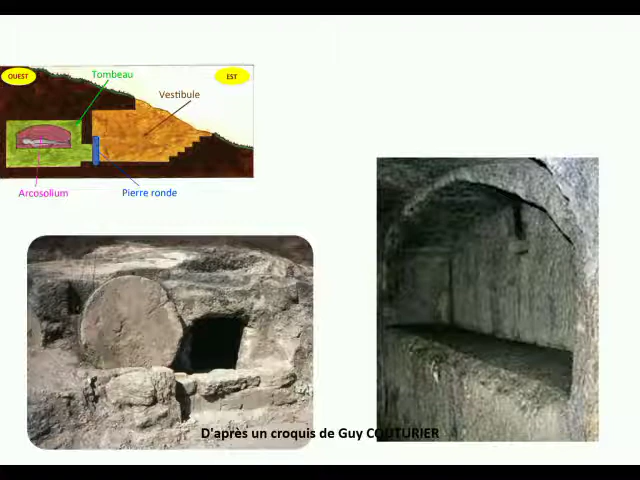 OUEST
Tombeau
EST
Vestibule
Arcosolium
Pierre ronde
D'après un croquis de Guy COUTURIER